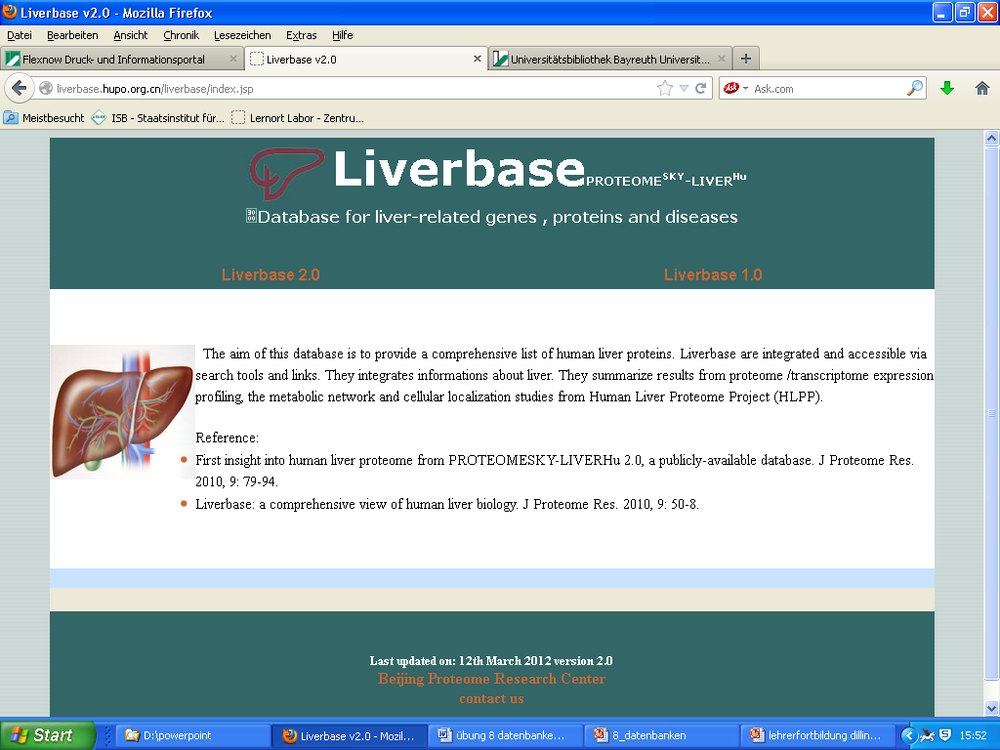 Liverbase v2.0 - Mozilla Firefox
Datei Bearbeiten Ansicht Chronik Lesezeichen Extras Hilfe
Flexnow Druck- und Informationsportal Liverbase v2.0 Universitätsbibliothek Bayreuth Universit...
liverbase.hupo.org.cn/liverbase/index.jsp Ask Ask.com
Meistbesucht ISB - Staatsinstitut für... Lernort Labor - Zentru...
Liverbase PROTEOMESKY-LIVERHu
Database for liver-related genes , proteins and diseases
Liverbase 2.0 Liverbase 1.0
The aim of this database is to provide a comprehensive list of human liver proteins. Liverbase are integrated and accessible via
search tools and links. They integrates informations about liver. They summarize results from proteome /transcriptome expression
profiling, the metabolic network and cellular localization studies from Human Liver Proteome Project (HLPP).
Reference:
First insight into human liver proteome from PROTEOMESKY-LIVERHu 2.0, a publicly-available database. J Proteome Res.
2010, 9: 79-94.
Liverbase: a comprehensive view of human liver biology. J Proteome Res. 2010, 9: 50-8.
Last updated on: 12th March 2012 version 2.0
Beijing Proteome Research Center
contact us
Start D:\powerpoint Liverbase v2.0 - Mozil... übung 8 datenbanke... 8_datenbanken lehrerfortbildung dillin... 15:52